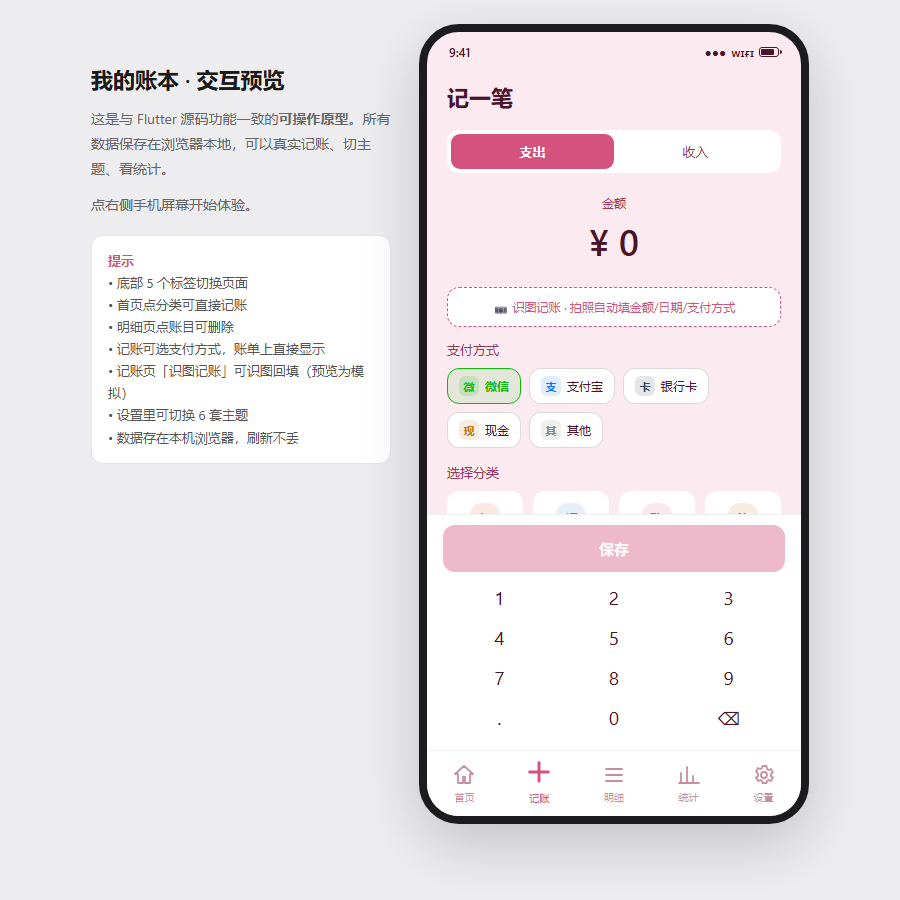 我的账本 · 交互预览
这是与 Flutter 源码功能一致的可操作原型。所有
数据保存在浏览器本地，可以真实记账、切主
题、看统计。
点右侧手机屏幕开始体验。
提示
• 底部 5 个标签切换页面
• 首页点分类可直接记账
• 明细页点账目可删除
• 记账可选支付方式，账单上直接显示
• 记账页「识图记账」可识图回填（预览为模
拟）
• 设置里可切换 6 套主题
• 数据存在本机浏览器，刷新不丢
9:41
●●● WIFI
记一笔
支出
收入
金额
¥ 0
识图记账 · 拍照自动填金额/日期/支付方式
支付方式
微 微信
支 支付宝
卡 银行卡
现 现金
其 其他
选择分类
保存
1 2 3
4 5 6
7 8 9
. 0 ⌫
首页 记账 明细 统计 设置